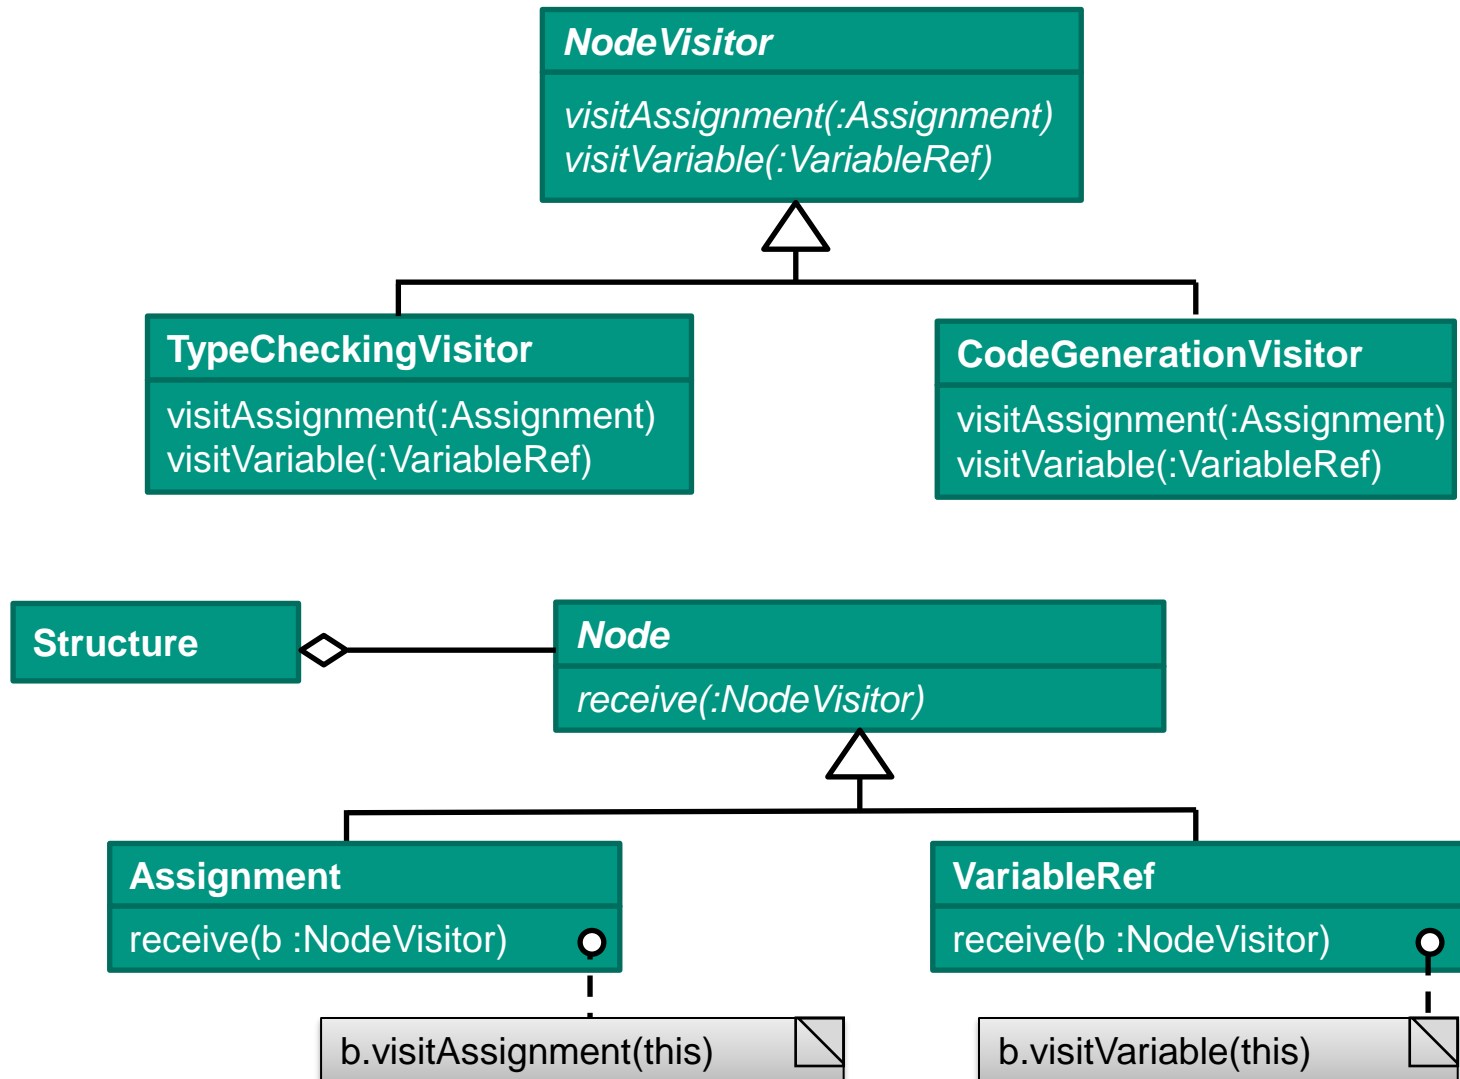 NodeVisitor
visitAssignment(:Assignment)
visitVariable(:VariableRef)
TypeCheckingVisitor
visitAssignment(:Assignment)
visitVariable(:VariableRef)
CodeGenerationVisitor
visitAssignment(:Assignment)
visitVariable(:VariableRef)
Structure
Node
receive(:NodeVisitor)
Assignment
receive(b :NodeVisitor)
b.visitAssignment(this)
VariableRef
receive(b :NodeVisitor)
b.visitVariable(this)